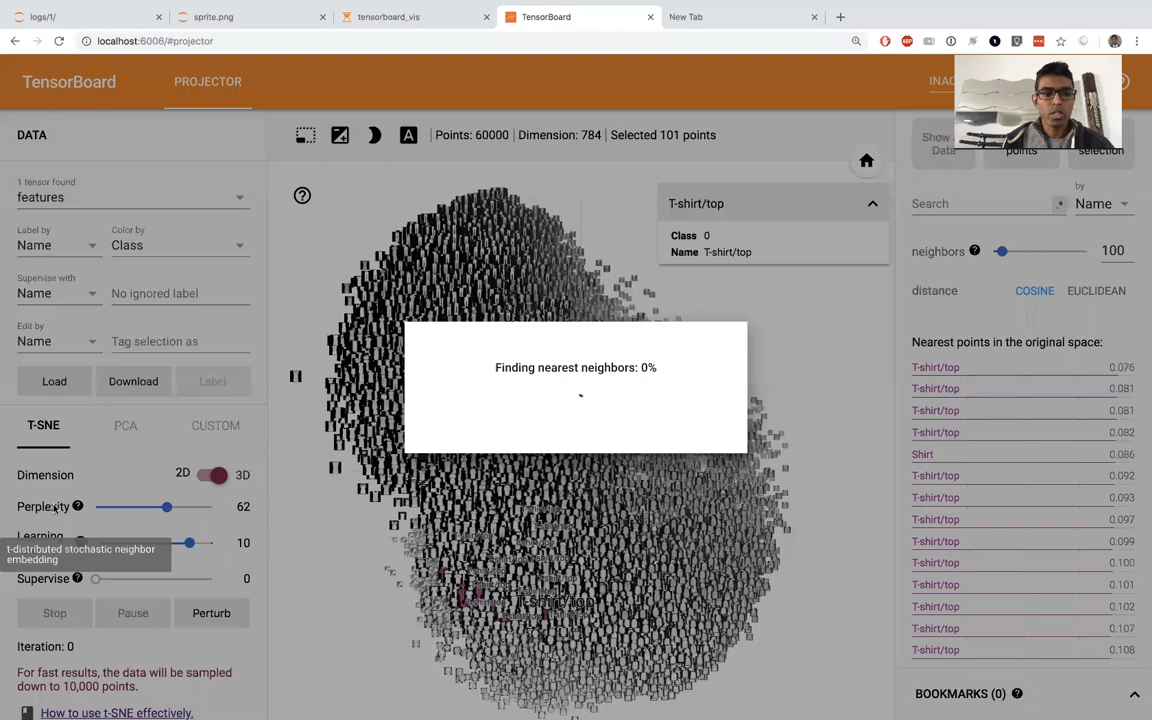 logs/1/
sprite.png
tensorboard_vis
TensorBoard
New Tab
localhost:6006/#projector
TensorBoard
PROJECTOR
INAC
DATA
Points: 60000 | Dimension: 784 | Selected 101 points
Show
Data
points
selection
1 tensor found
features
Label by
Name
Color by
Class
Supervise with
Name
No ignored label
Edit by
Name
Tag selection as
Load
Download
Label
T-SNE
PCA
CUSTOM
Dimension
2D
3D
Perplexity
62
Learning
10
t-distributed stochastic neighbor
embedding
Supervise
0
Stop
Pause
Perturb
Iteration: 0
For fast results, the data will be sampled
down to 10,000 points.
How to use t-SNE effectively.
T-shirt/top
Class 0
Name T-shirt/top
Finding nearest neighbors: 0%
T-shirt/top
Search
.*
by
Name
neighbors
100
distance
COSINE
EUCLIDEAN
Nearest points in the original space:
T-shirt/top 0.076
T-shirt/top 0.081
T-shirt/top 0.081
T-shirt/top 0.082
Shirt 0.086
T-shirt/top 0.092
T-shirt/top 0.093
T-shirt/top 0.097
T-shirt/top 0.099
T-shirt/top 0.100
T-shirt/top 0.101
T-shirt/top 0.102
T-shirt/top 0.107
T-shirt/top 0.108
BOOKMARKS (0)